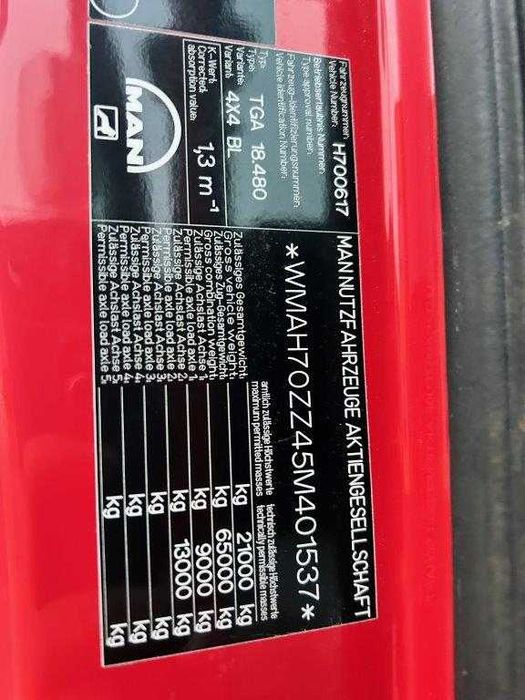 Fahrzeugnummer:
Vehicle Number: H700617
Betriebserlaubnis Nummer:
Type approval number:
Fahrzeug-Identifizierungsnummer:
Vehicle identification Number:
Typ:
Type: TGA 18.480
Variante:
Variant: 4X4 BL
K-Wert:
Corrected
absorption value: 1,3 m-1
MAN
MAN NUTZFAHRZEUGE AKTIENGESELLSCHAFT
*WMAH70ZZ45M401537*
amtlich zulässige Höchstwerte technisch zulässige Höchstwerte
maximum permitted masses technically permissible masses
Zulässiges Gesamtgewicht:
Gross vehicle weight: kg 21000 kg
Zulässiges Zug-Gesamtgewicht:
Gross combination weight: kg 65000 kg
Zulässige Achslast Achse 1:
Permissible axle load axle 1: kg 9000 kg
Zulässige Achslast Achse 2:
Permissible axle load axle 2: kg 13000 kg
Zulässige Achslast Achse 3:
Permissible axle load axle 3: kg kg
Zulässige Achslast Achse 4:
Permissible axle load axle 4: kg kg
Zulässige Achslast Achse 5:
Permissible axle load axle 5: kg kg